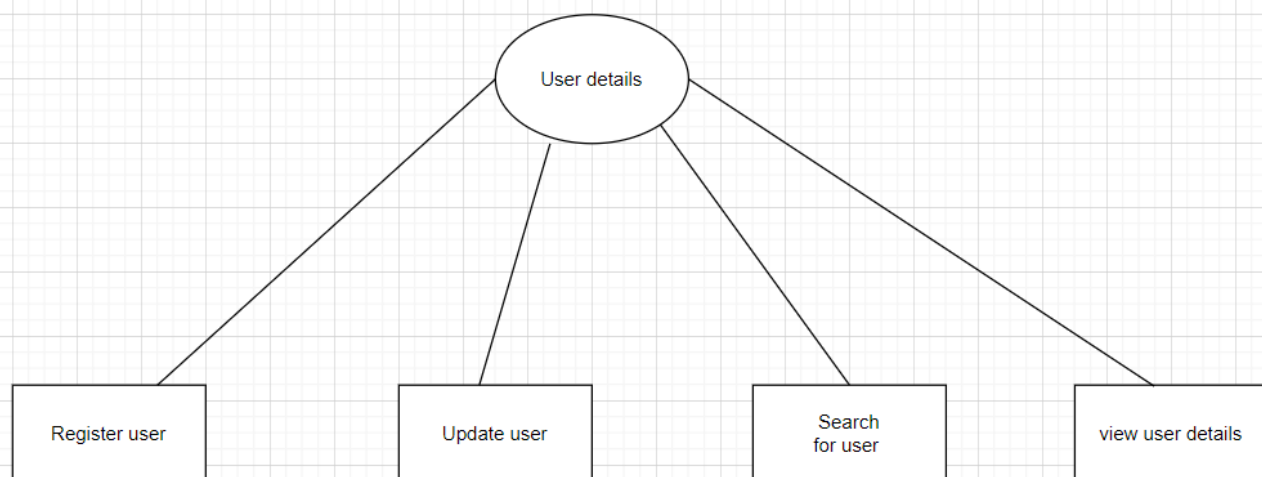 User details
Register user
Update user
Search
for user
view user details